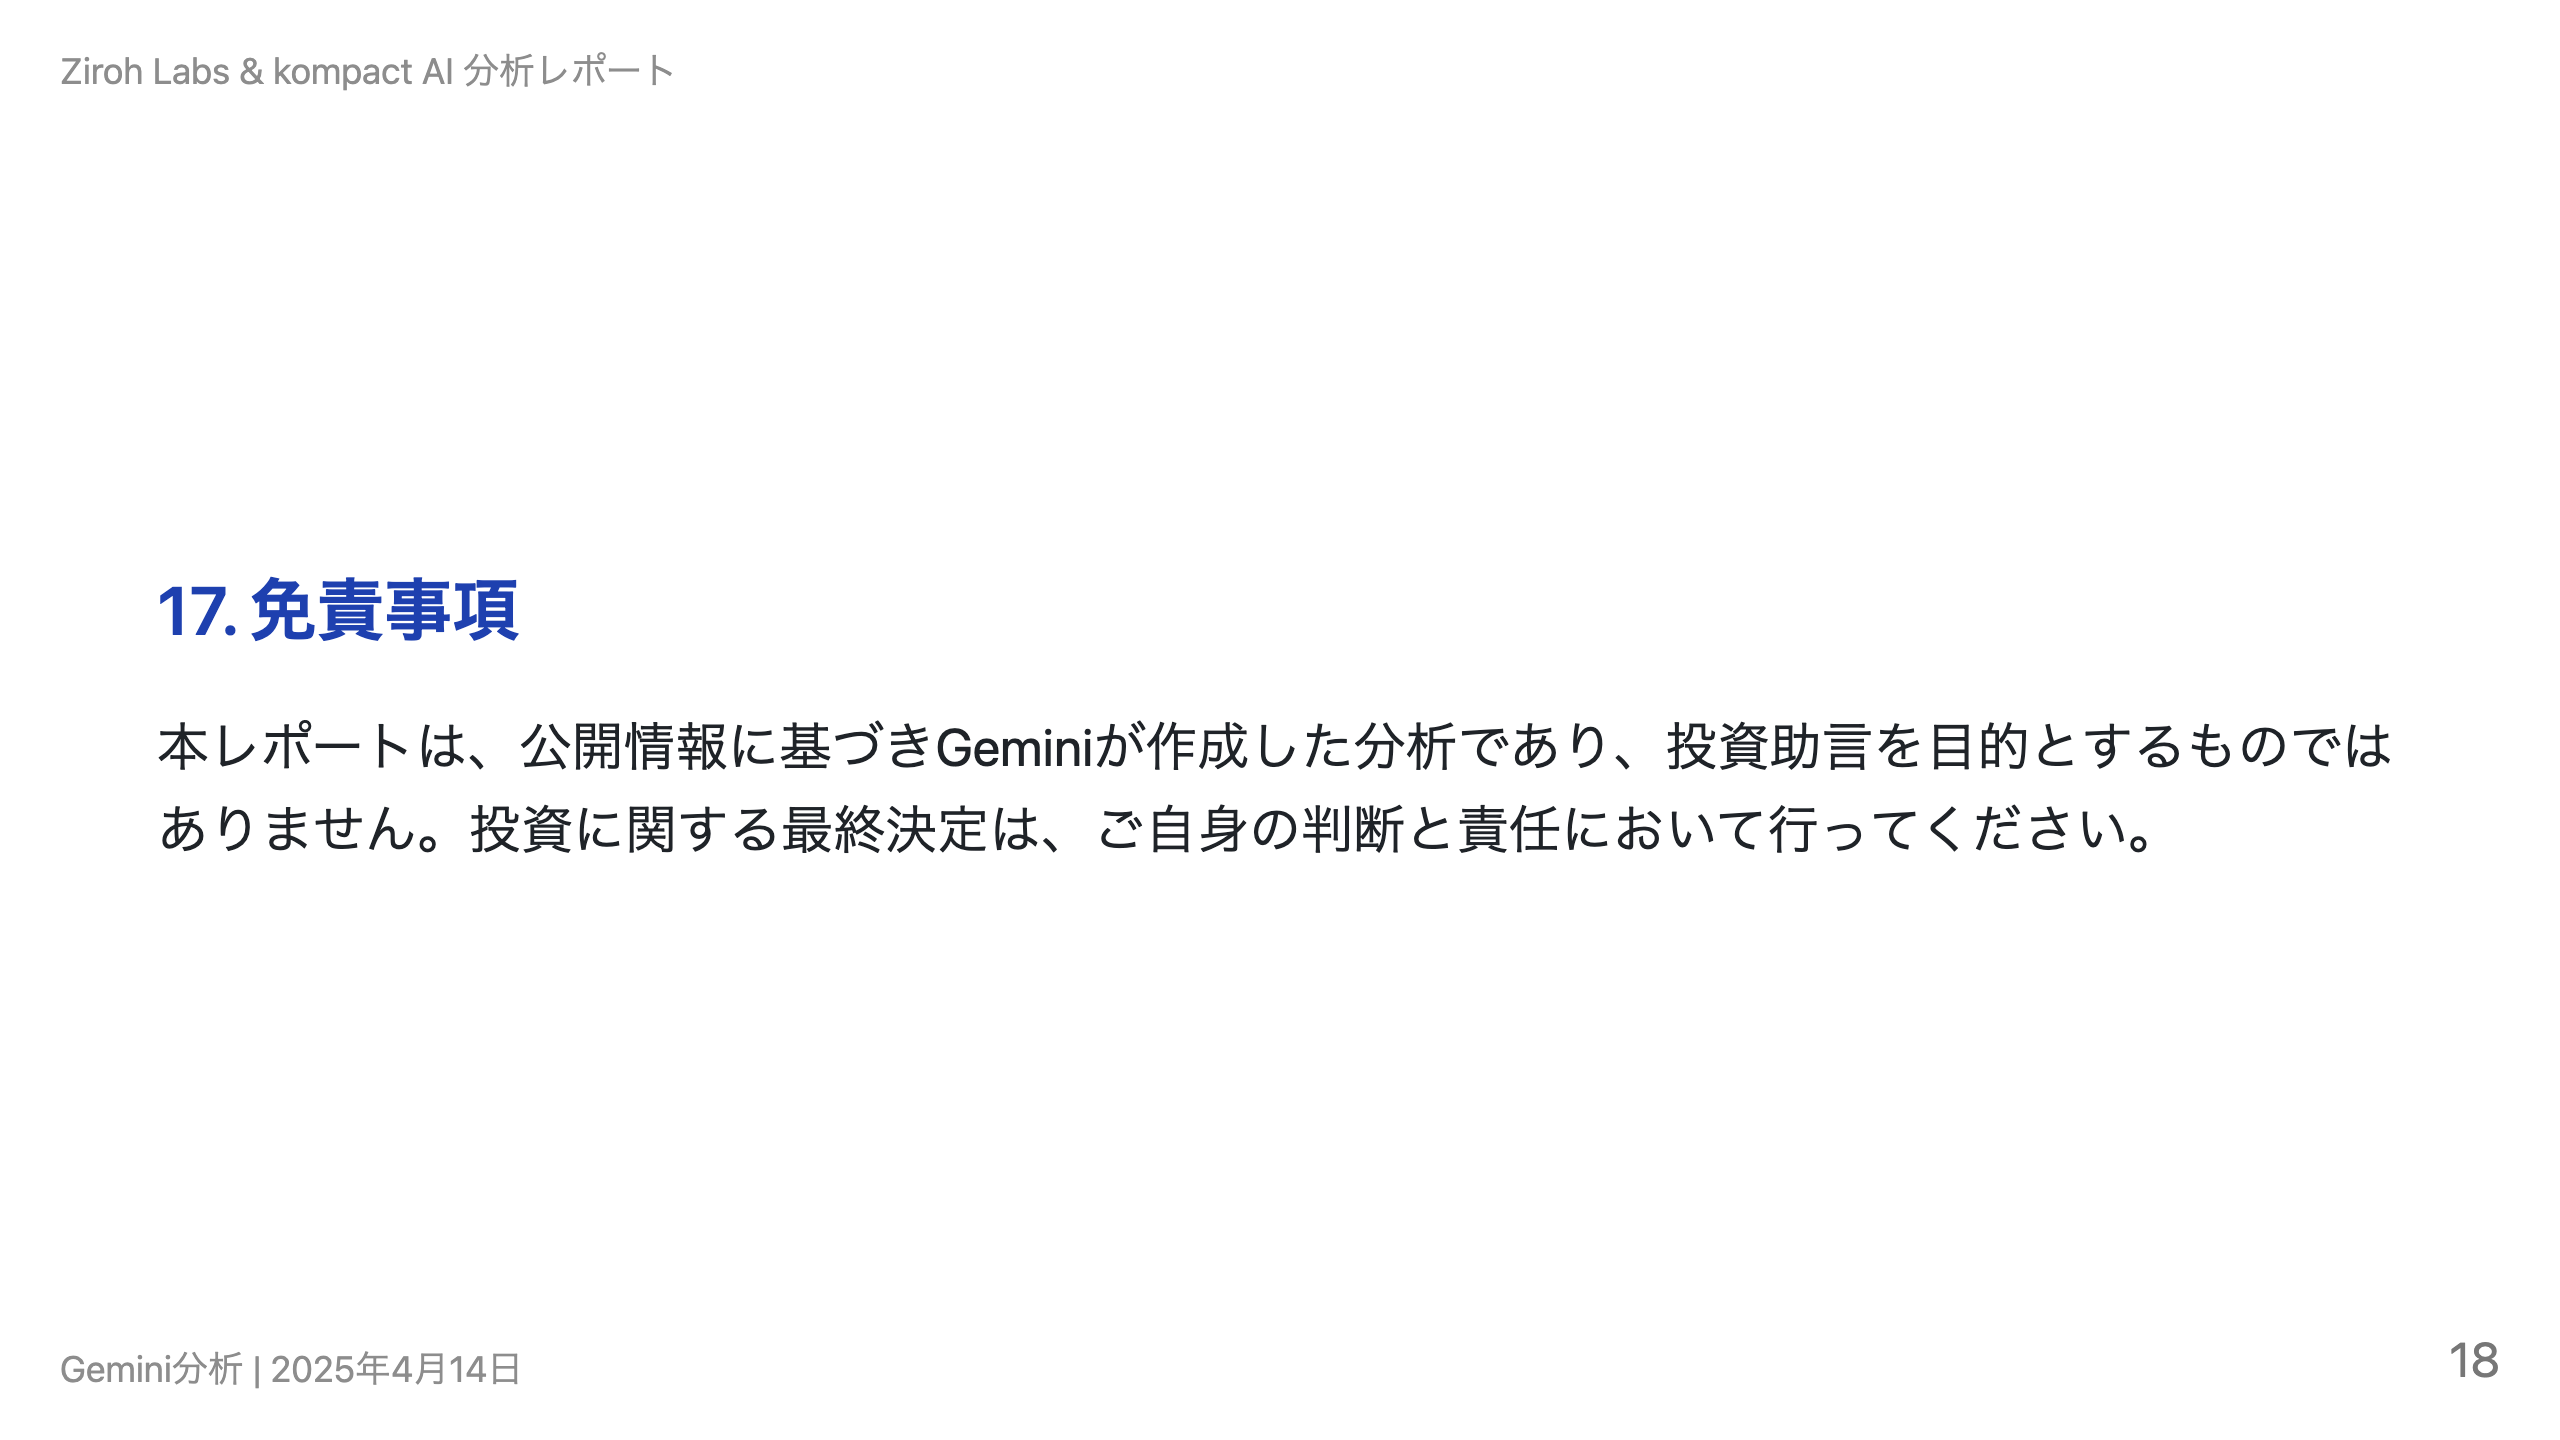 Ziroh Labs & kompact AI 分析レポート
17. 免責事項
本レポートは、公開情報に基づきGeminiが作成した分析であり、投資助言を目的とするものでは
ありません。投資に関する最終決定は、ご自身の判断と責任において行ってください。
Gemini分析 | 2025年4月14日
18